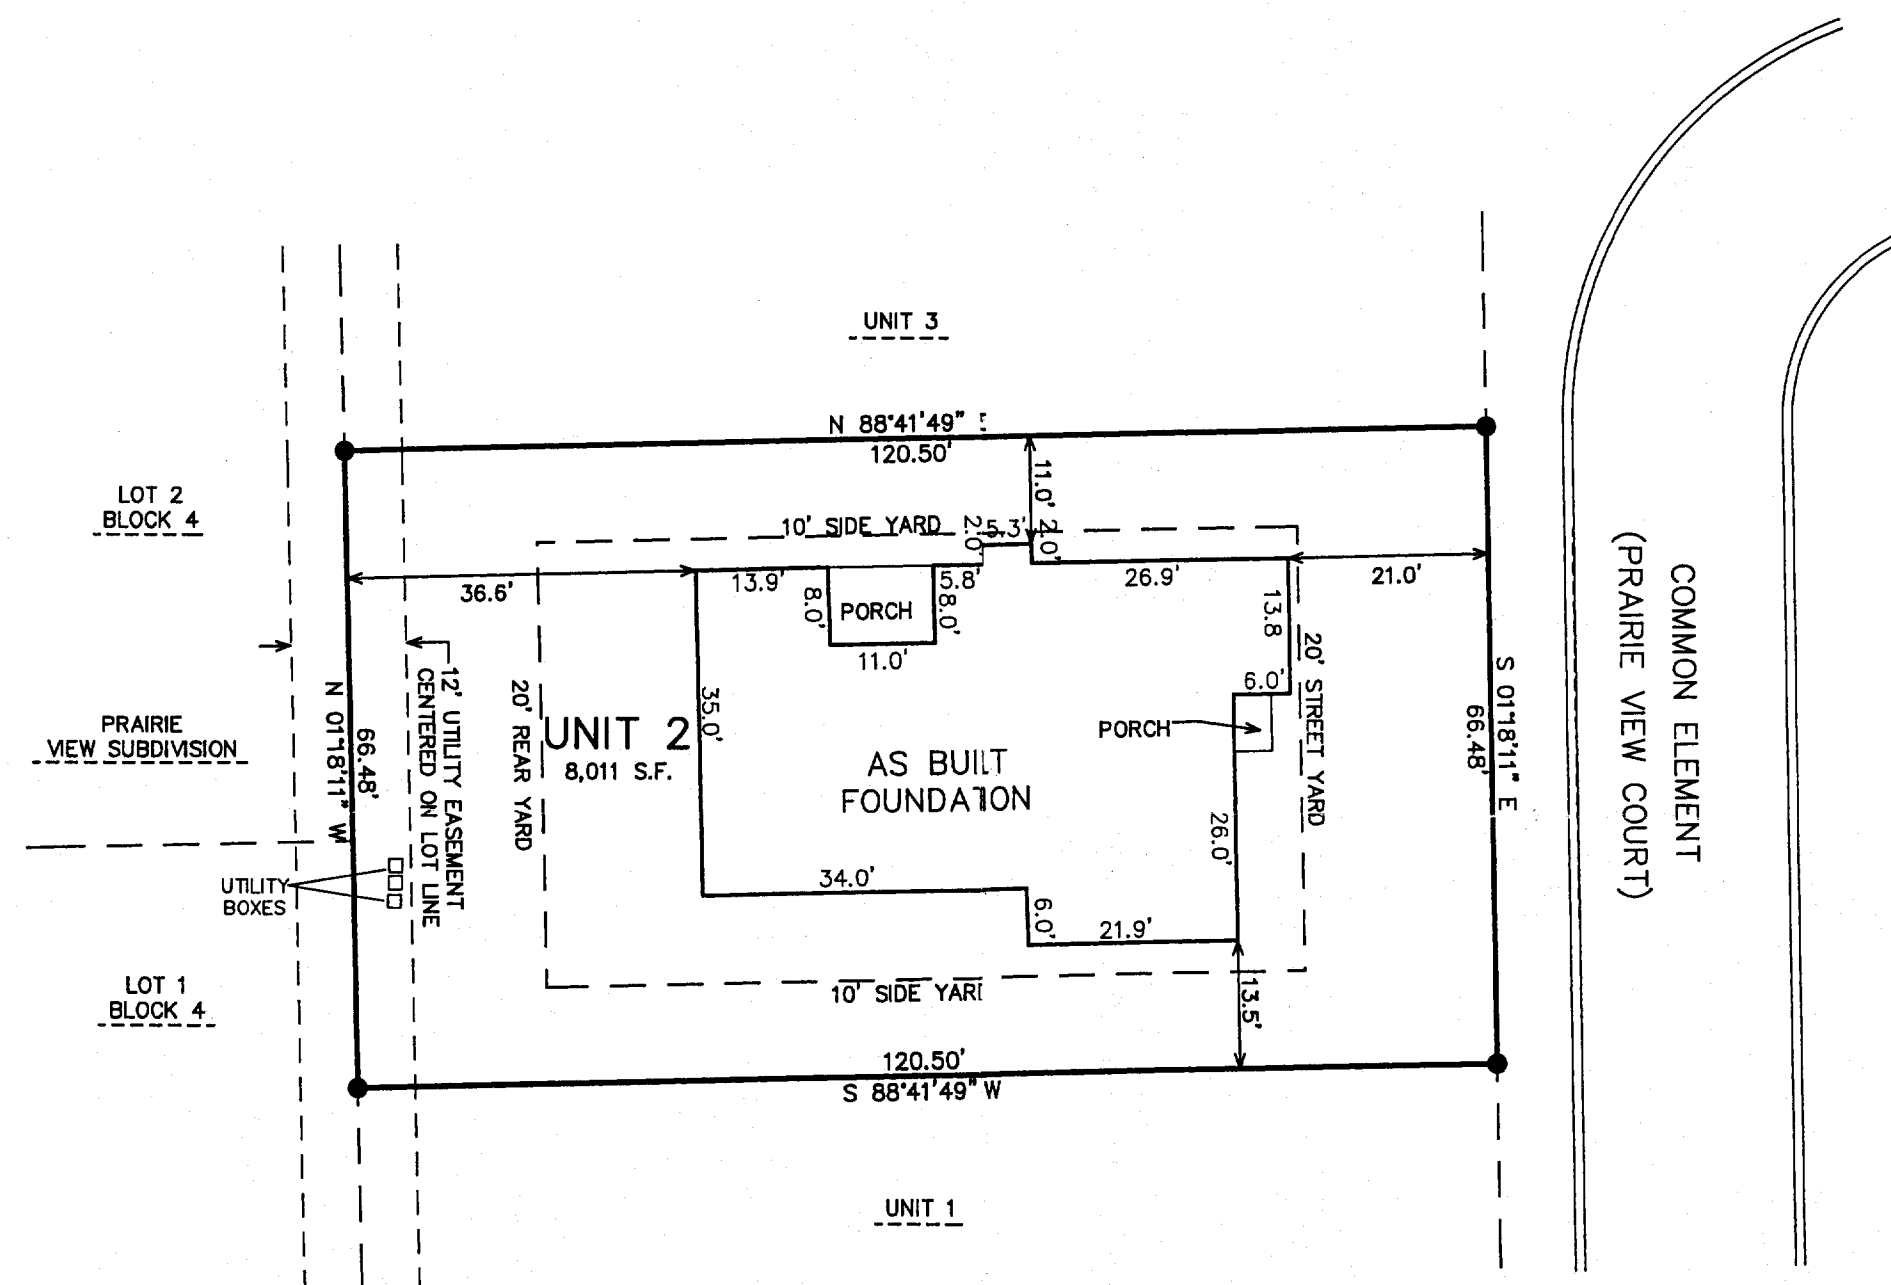 UNIT 3
N 88°41'49"
120.50'
11.0'
LOT 2
BLOCK 4
10' SIDE YARD
2.0'
5.3'
2.0'
36.6'
13.9'
8.0'
PORCH
5.8'
8.0'
11.0'
26.9'
21.0'
13.8
6.0'
PORCH
20' STREET YARD
S 01°18'11" E
66.48'
COMMON ELEMENT
(PRAIRIE VIEW COURT)
PRAIRIE
VIEW SUBDIVISION
N 01°18'11" W
66.48'
12' UTILITY EASEMENT
CENTERED ON LOT LINE
20' REAR YARD
UNIT 2
8,011 S.F.
35.0'
AS BUILT
FOUNDATION
26.0'
UTILITY
BOXES
34.0'
6.0'
21.9'
LOT 1
BLOCK 4
10' SIDE YARD
13.5'
120.50'
S 88°41'49" W
UNIT 1